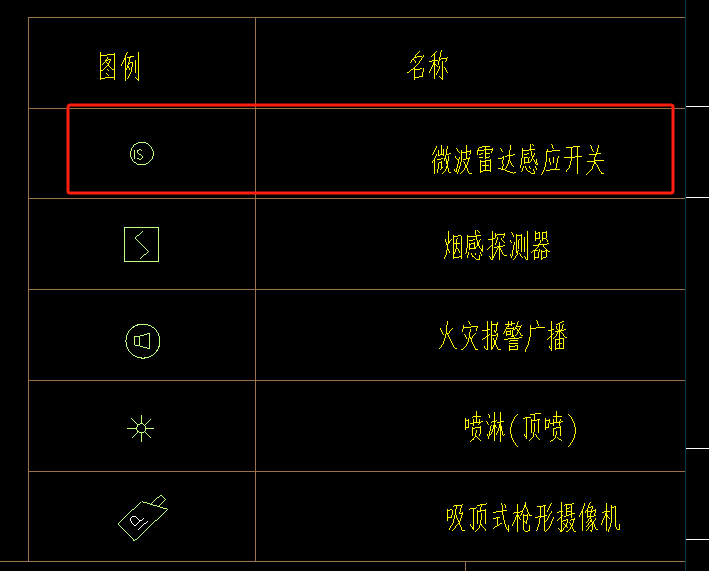 图例 名称
IS 微波雷达感应开关
烟感探测器
火灾报警广播
喷淋(顶喷)
吸顶式枪形摄像机